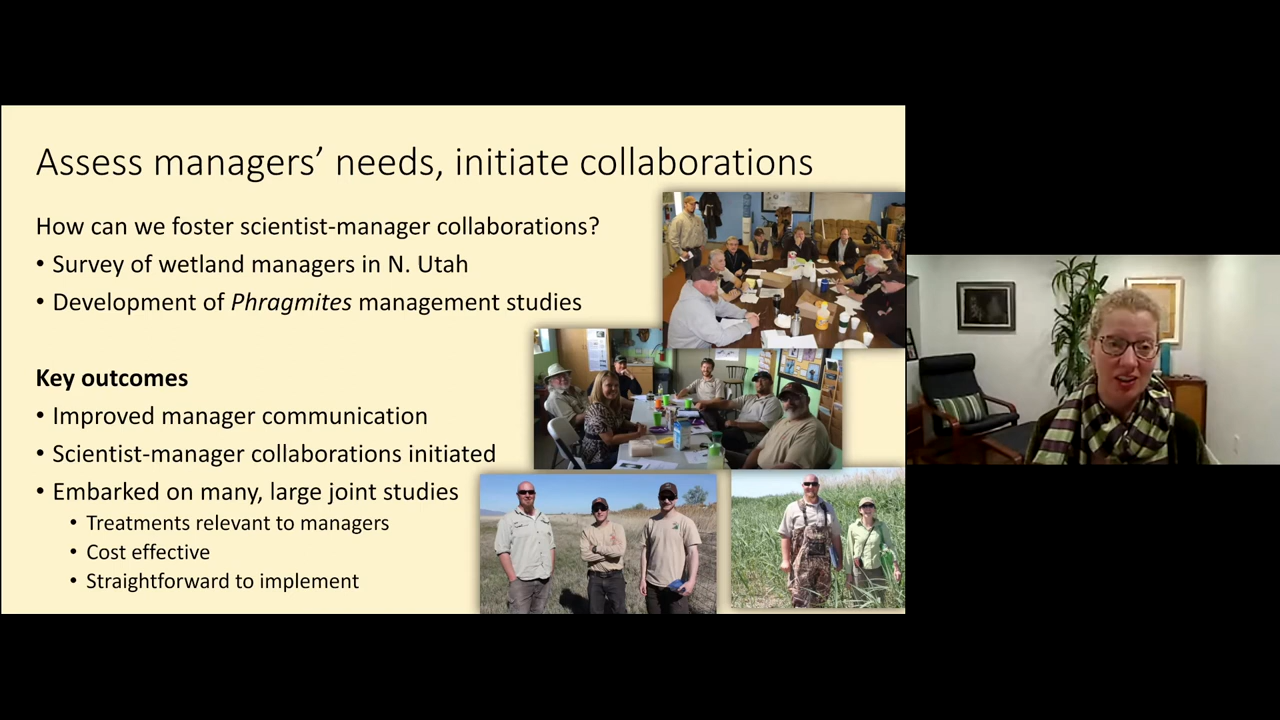 Assess managers’ needs, initiate collaborations
How can we foster scientist-manager collaborations?
• Survey of wetland managers in N. Utah
• Development of Phragmites management studies
Key outcomes
• Improved manager communication
• Scientist-manager collaborations initiated
• Embarked on many, large joint studies
• Treatments relevant to managers
• Cost effective
• Straightforward to implement